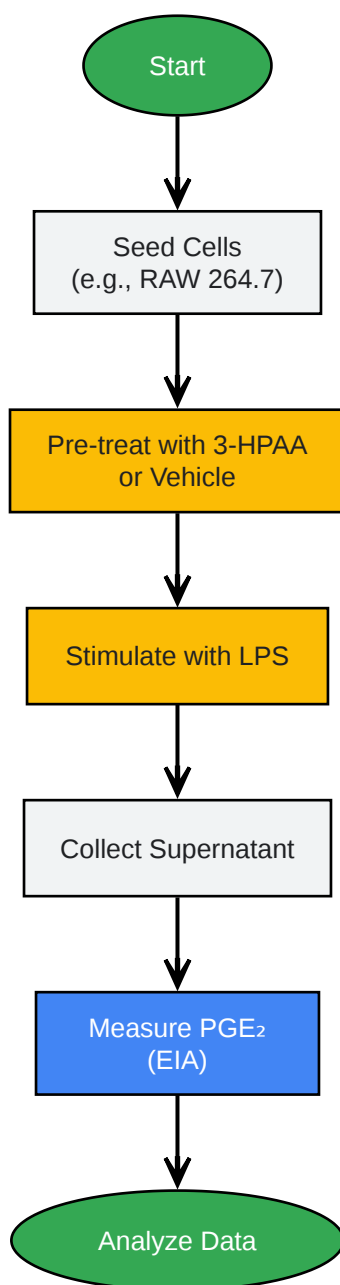 Start
Seed Cells
(e.g., RAW 264.7)
Pre-treat with 3-HPAA
or Vehicle
Stimulate with LPS
Collect Supernatant
Measure PGE₂
(EIA)
Analyze Data